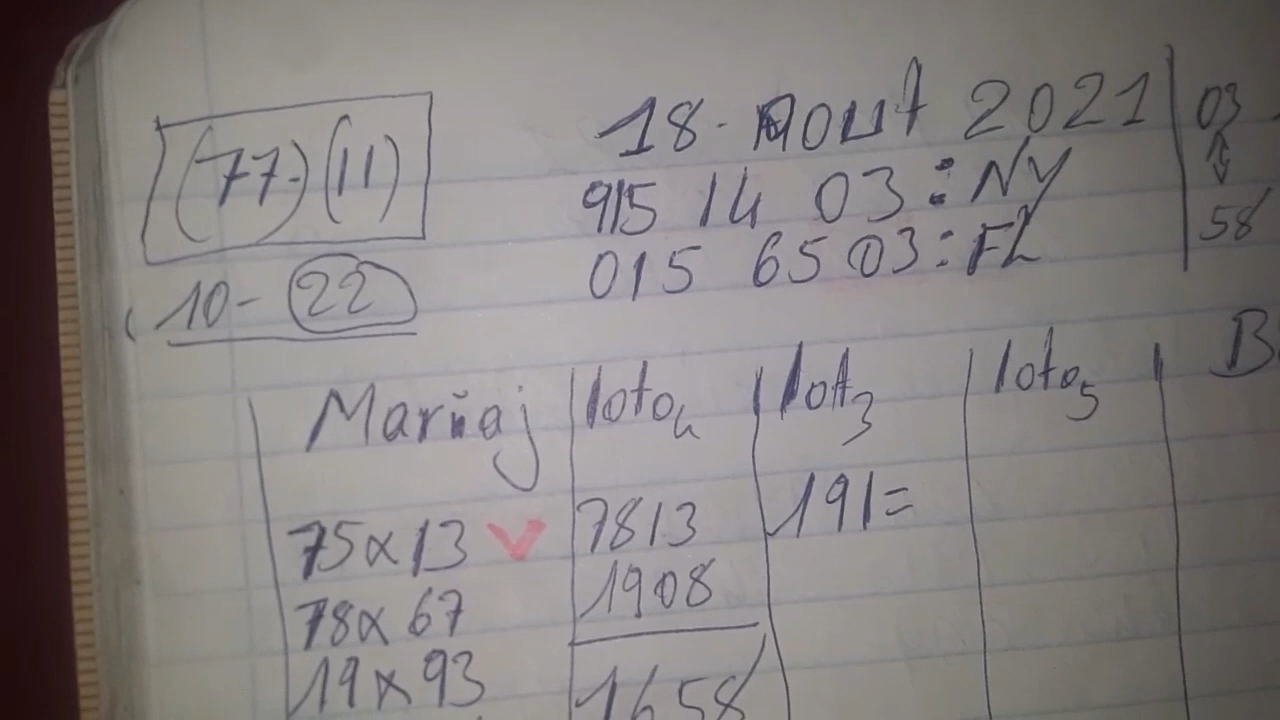 (77-) (11)
10- 22
18- Aout 2021
915 14 03 : NY
015 65 03 : FL
03
58
Mariiaj loto4 lot3 loto5 B
75x13 7813 191=
78x67 1908
19x93 1658